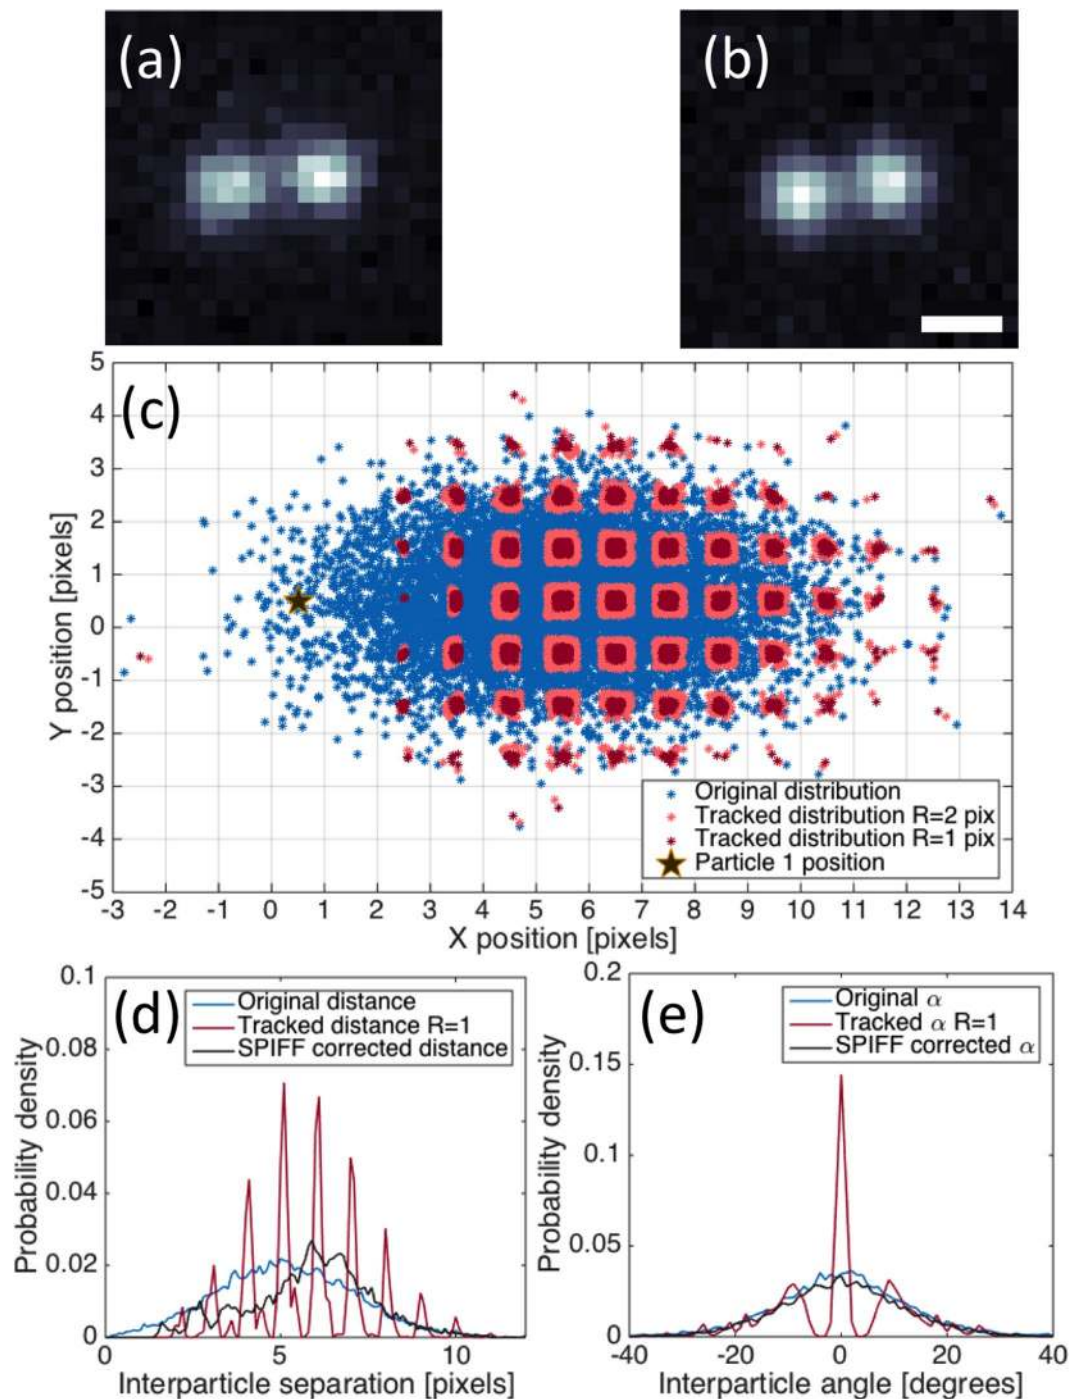 (a)
(b)
(c)
5
4
3
2
1
0
-1
-2
-3
-4
-5
Y position [pixels]
Original distribution
Tracked distribution R=2 pix
Tracked distribution R=1 pix
Particle 1 position
-3 -2 -1 0 1 2 3 4 5 6 7 8 9 10 11 12 13 14
X position [pixels]
(d)
0.1
0.08
0.06
0.04
0.02
0
Probability density
Original distance
Tracked distance R=1
SPIFF corrected distance
0 5 10
Interparticle separation [pixels]
(e)
0.2
0.15
0.1
0.05
0
Probability density
Original α
Tracked α R=1
SPIFF corrected α
-40 -20 0 20 40
Interparticle angle [degrees]